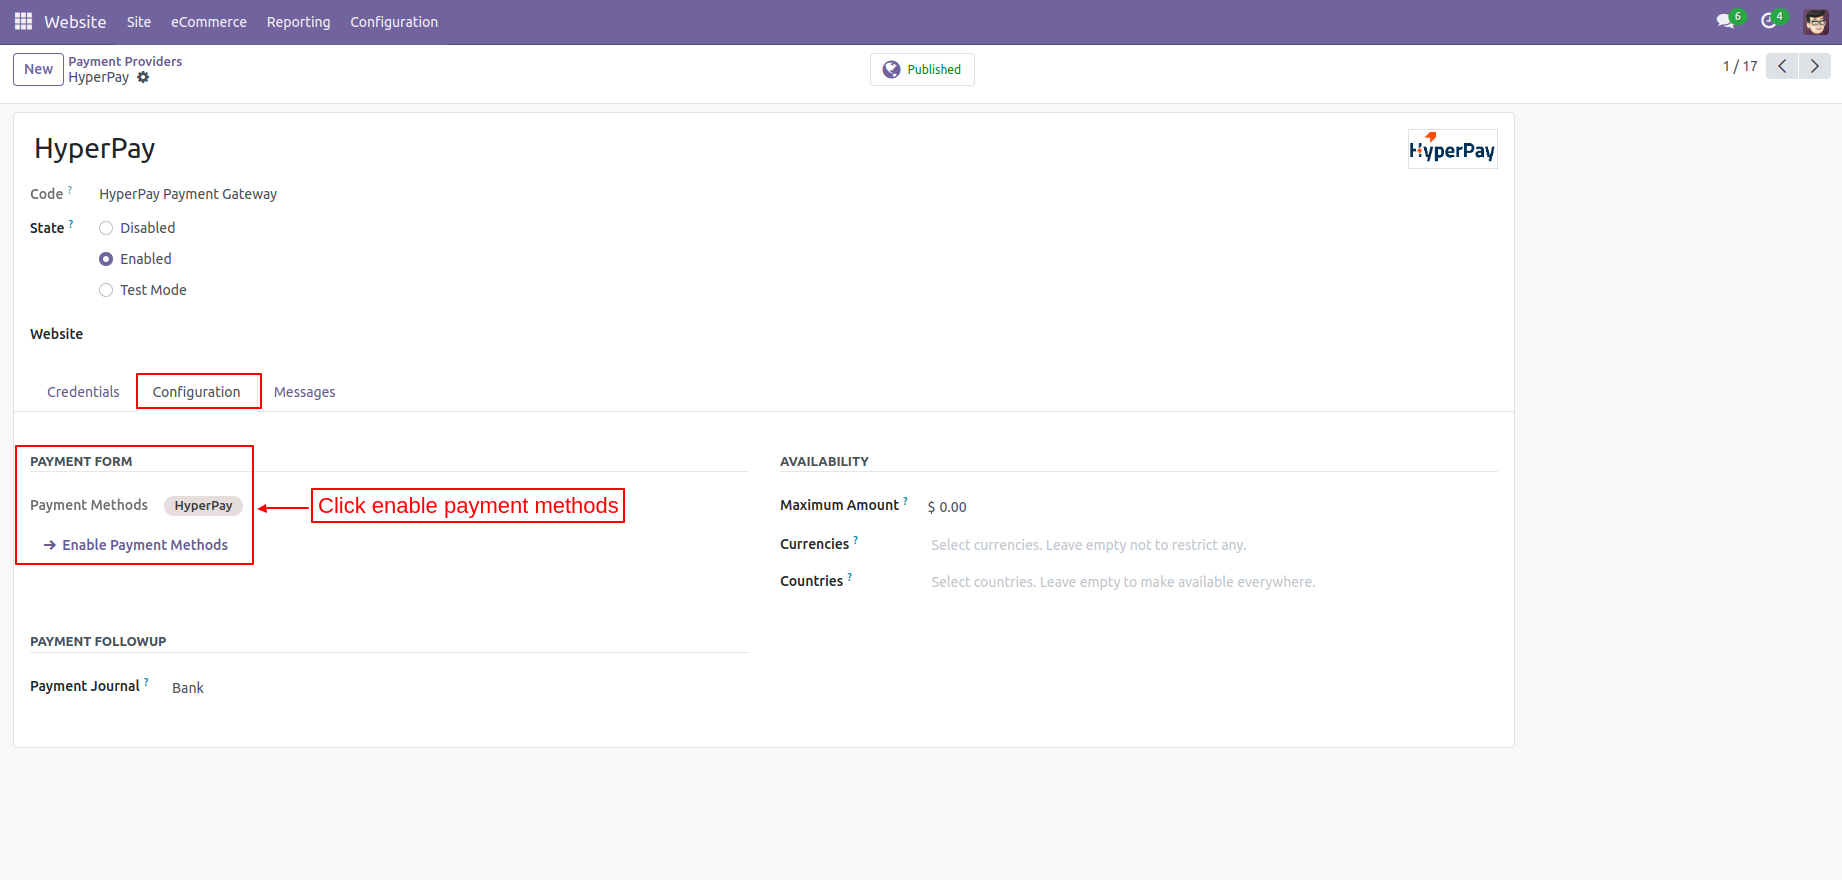 Website Site eCommerce Reporting Configuration 6 4
New Payment Providers
HyperPay
Published
1 / 17
HyperPay
HyperPay
Code ? HyperPay Payment Gateway
State ? Disabled
Enabled
Test Mode
Website
Credentials Configuration Messages
PAYMENT FORM
Payment Methods HyperPay
Click enable payment methods
→ Enable Payment Methods
AVAILABILITY
Maximum Amount ? $ 0.00
Currencies ? Select currencies. Leave empty not to restrict any.
Countries ? Select countries. Leave empty to make available everywhere.
PAYMENT FOLLOWUP
Payment Journal ? Bank